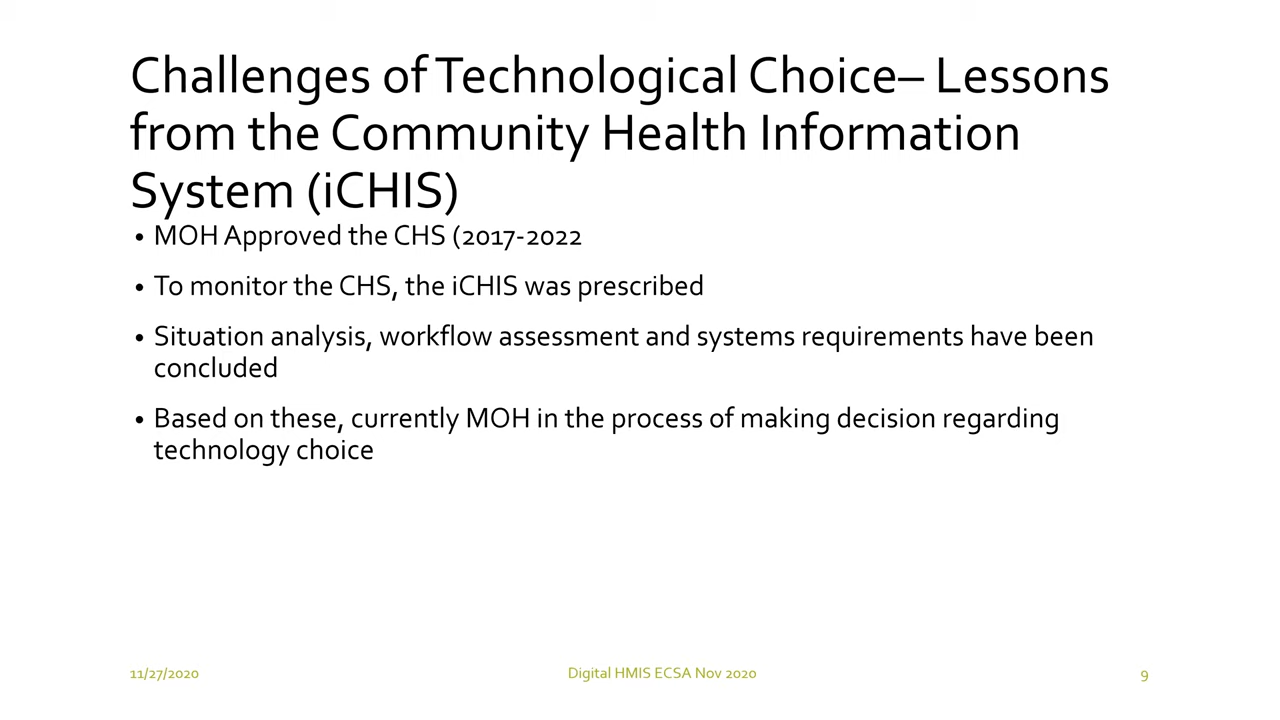 Challenges of Technological Choice– Lessons
from the Community Health Information
System (iCHIS)
• MOH Approved the CHS (2017-2022
• To monitor the CHS, the iCHIS was prescribed
• Situation analysis, workflow assessment and systems requirements have been
concluded
• Based on these, currently MOH in the process of making decision regarding
technology choice
11/27/2020
Digital HMIS ECSA Nov 2020
9